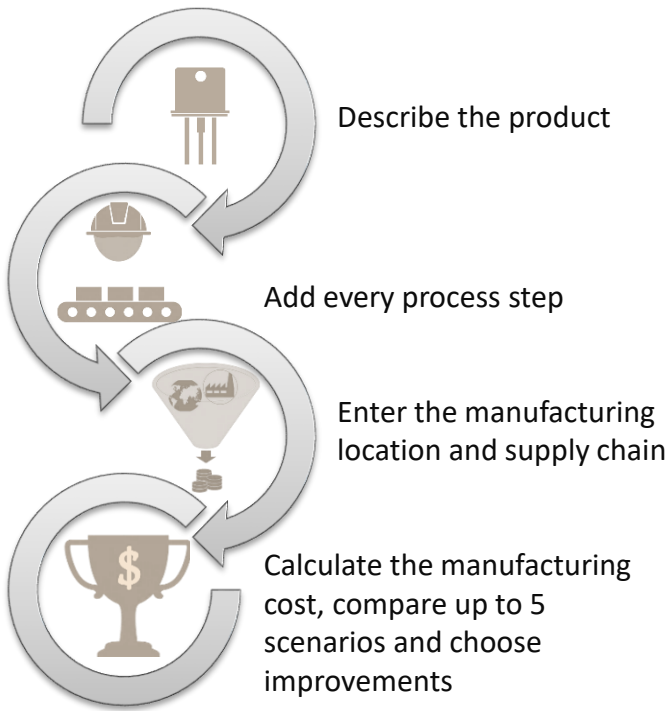 Describe the product
Add every process step
Enter the manufacturing
location and supply chain
$
Calculate the manufacturing
cost, compare up to 5
scenarios and choose
improvements